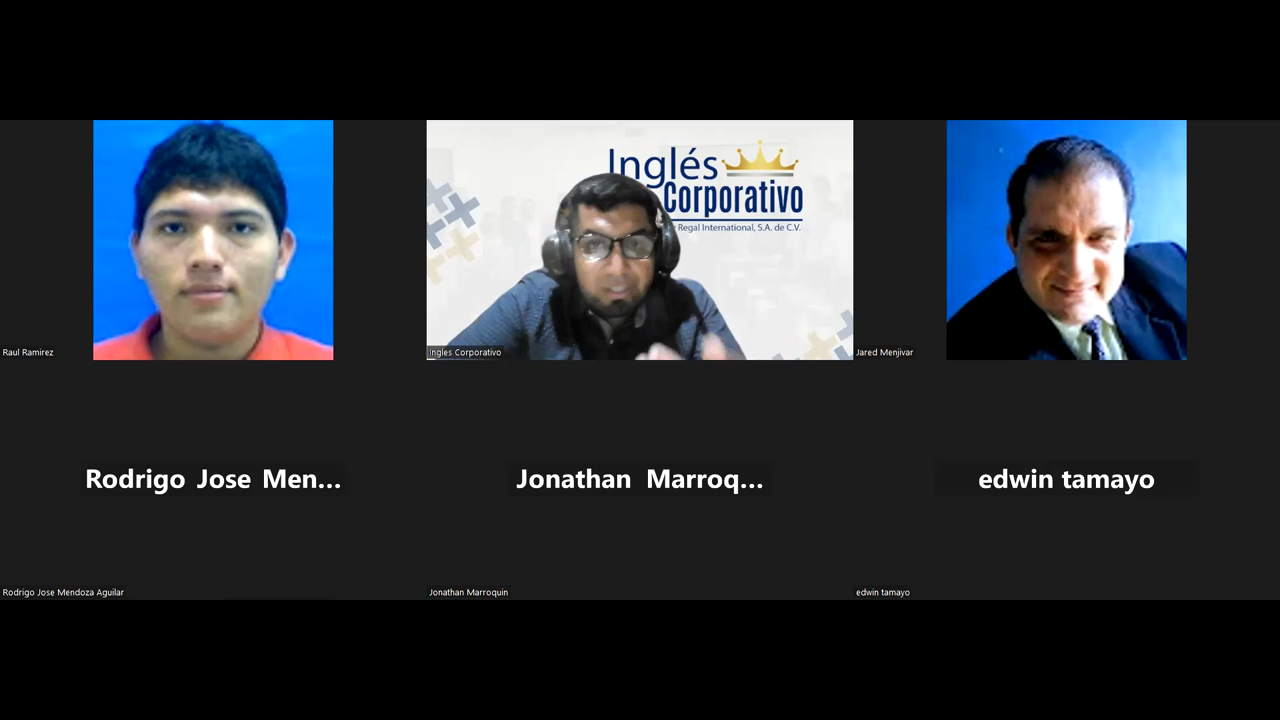 Inglés
Corporativo
Regal International, S.A. de C.V.
Raul Ramirez
Ingles Corporativo
Jared Menjivar
Rodrigo Jose Men...
Jonathan Marroq...
edwin tamayo
Rodrigo Jose Mendoza Aguilar
Jonathan Marroquin
edwin tamayo